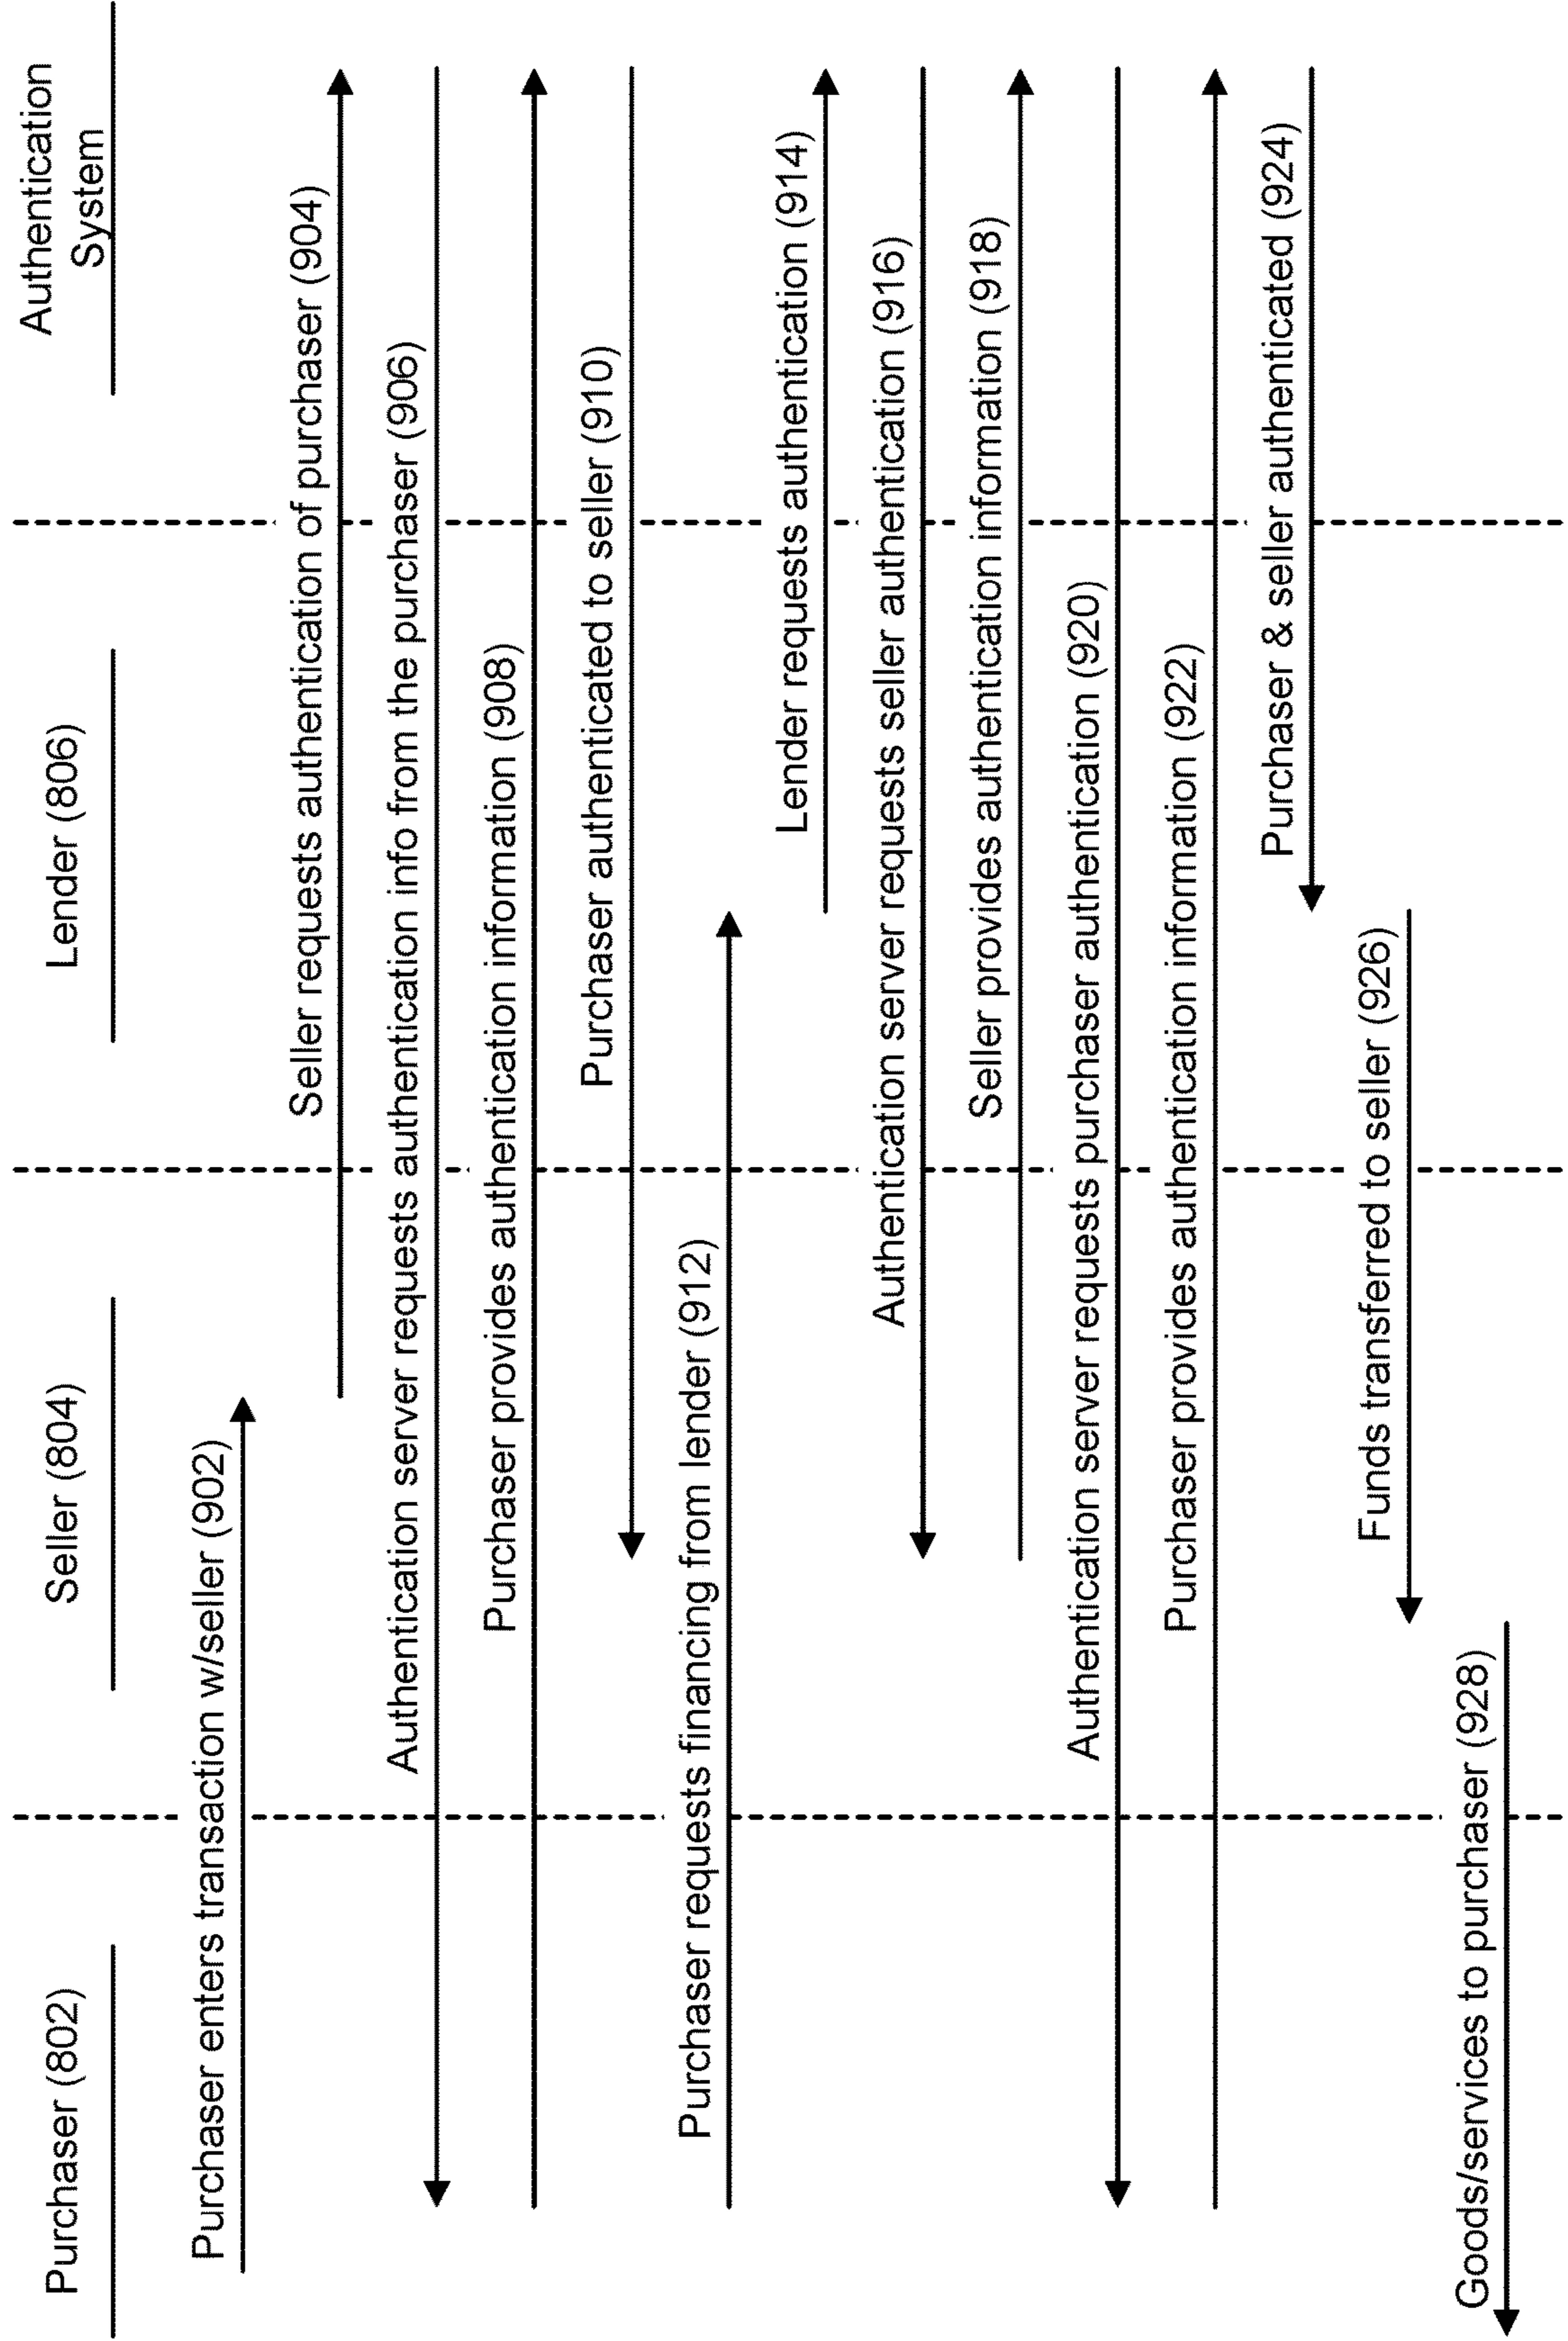 Purchaser (802)
Seller (804)
Lender (806)
Authentication
System
Purchaser enters transaction w/seller (902)
Seller requests authentication of purchaser (904)
Authentication server requests authentication info from the purchaser (906)
Purchaser provides authentication information (908)
Purchaser authenticated to seller (910)
Purchaser requests financing from lender (912)
Lender requests authentication (914)
Authentication server requests seller authentication (916)
Seller provides authentication information (918)
Authentication server requests purchaser authentication (920)
Purchaser provides authentication information (922)
Purchaser & seller authenticated (924)
Funds transferred to seller (926)
Goods/services to purchaser (928)